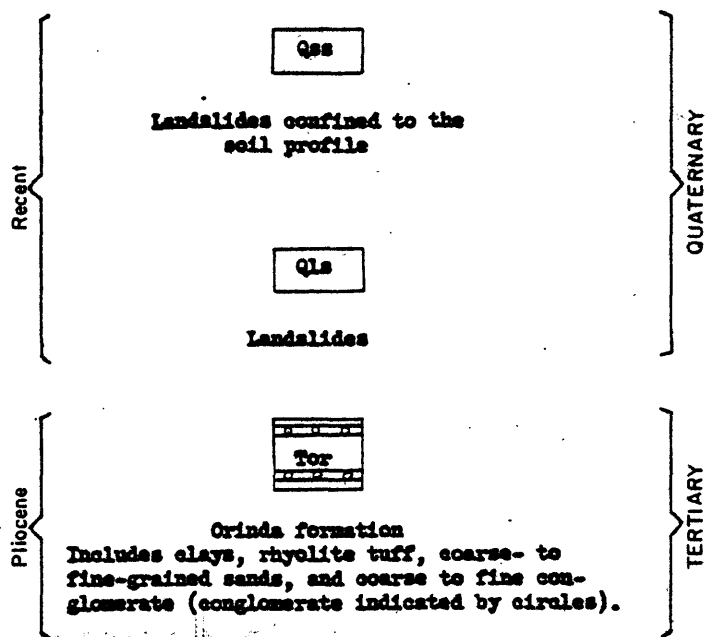 Qss
Landslides confined to the
soil profile
Recent
QUATERNARY
Qls
Landslides
Tor
Pliocene
TERTIARY
Orinda formation
Includes clays, rhyolite tuff, coarse- to
fine-grained sands, and coarse to fine con-
glomerate (conglomerate indicated by circles).